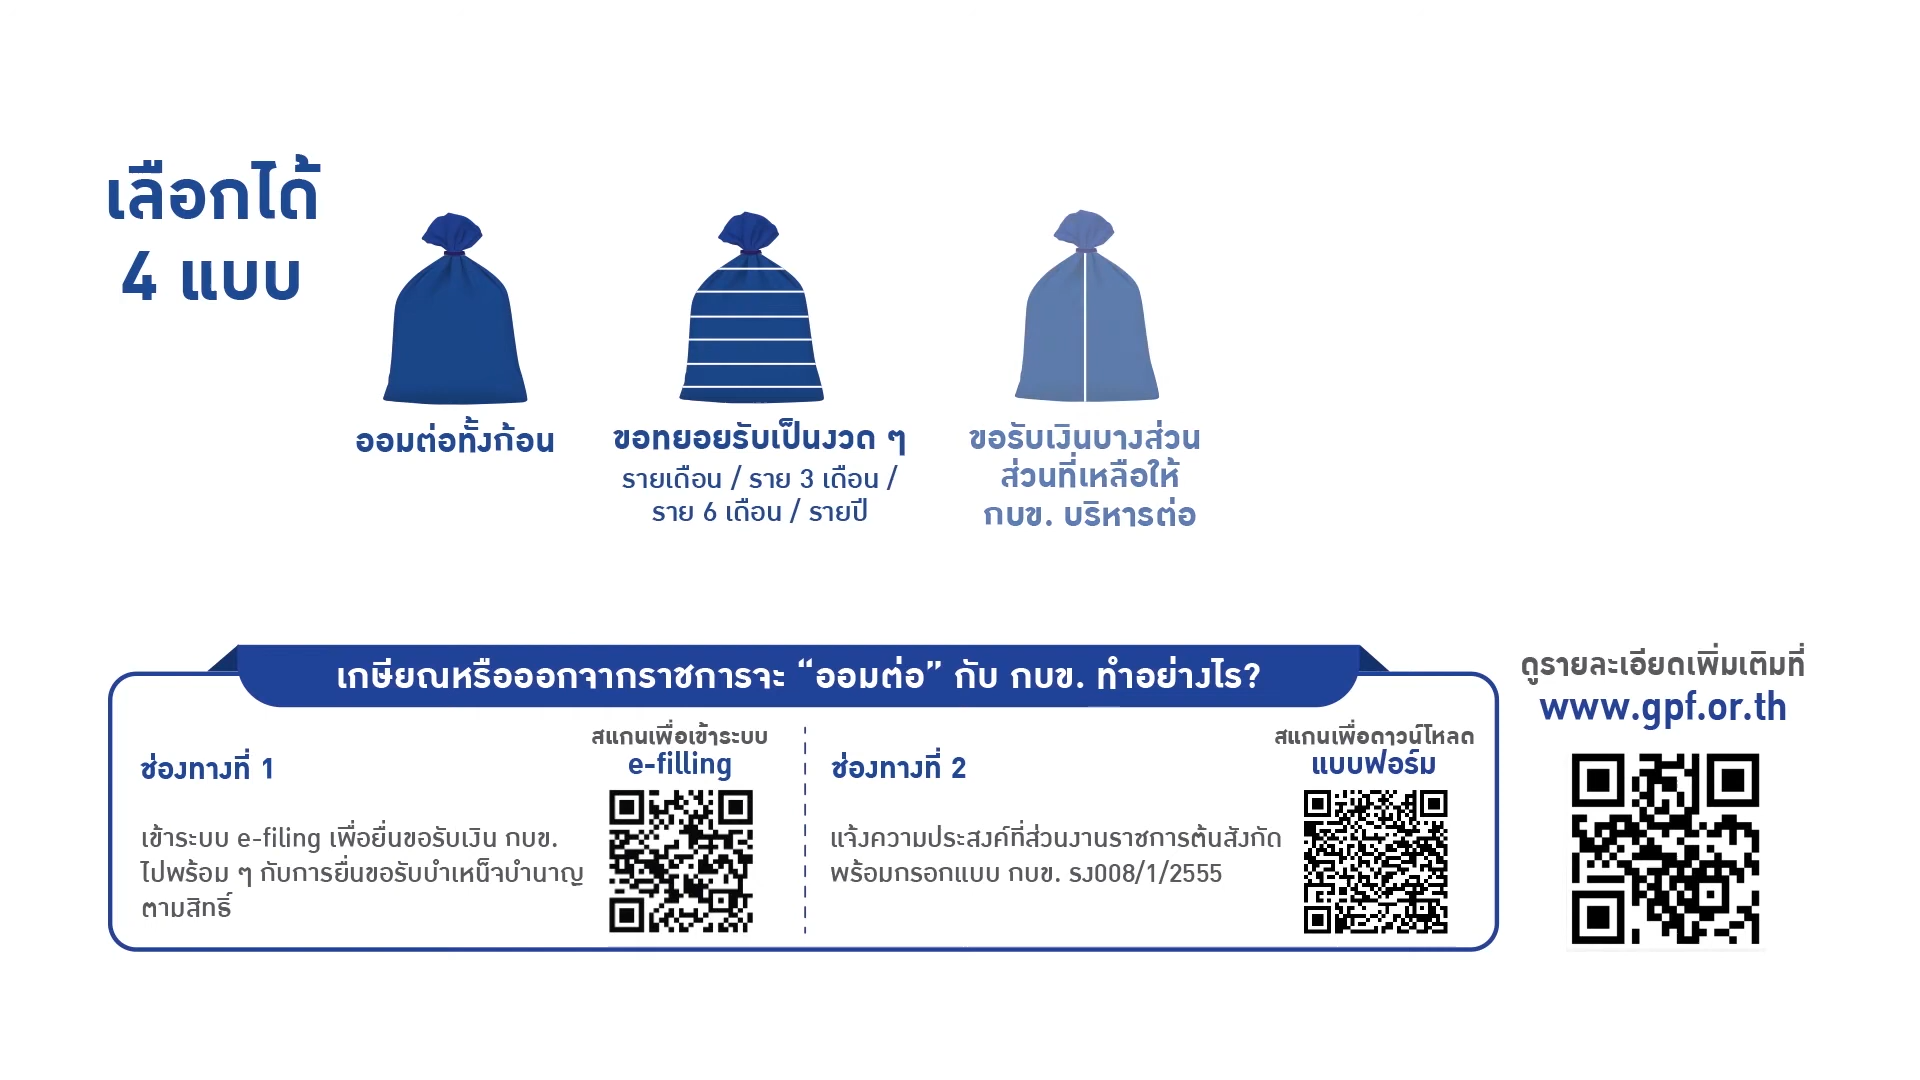 เลือกได้
4 แบบ
ออมต่อทั้งก้อน
ขอทยอยรับเป็นงวด ๆ
รายเดือน / ราย 3 เดือน /
ราย 6 เดือน / รายปี
ขอรับเงินบางส่วน
ส่วนที่เหลือให้
กบข. บริหารต่อ
เกษียณหรือออกจากราชการจะ “ออมต่อ” กับ กบข. ทำอย่างไร?
ช่องทางที่ 1
เข้าระบบ e-filing เพื่อยื่นขอรับเงิน กบข.
ไปพร้อม ๆ กับการยื่นขอรับบำเหน็จบำนาญ
ตามสิทธิ์
สแกนเพื่อเข้าระบบ
e-filling
ช่องทางที่ 2
แจ้งความประสงค์ที่ส่วนงานราชการต้นสังกัด
พร้อมกรอกแบบ กบข. รง008/1/2555
สแกนเพื่อดาวน์โหลด
แบบฟอร์ม
ดูรายละเอียดเพิ่มเติมที่
www.gpf.or.th